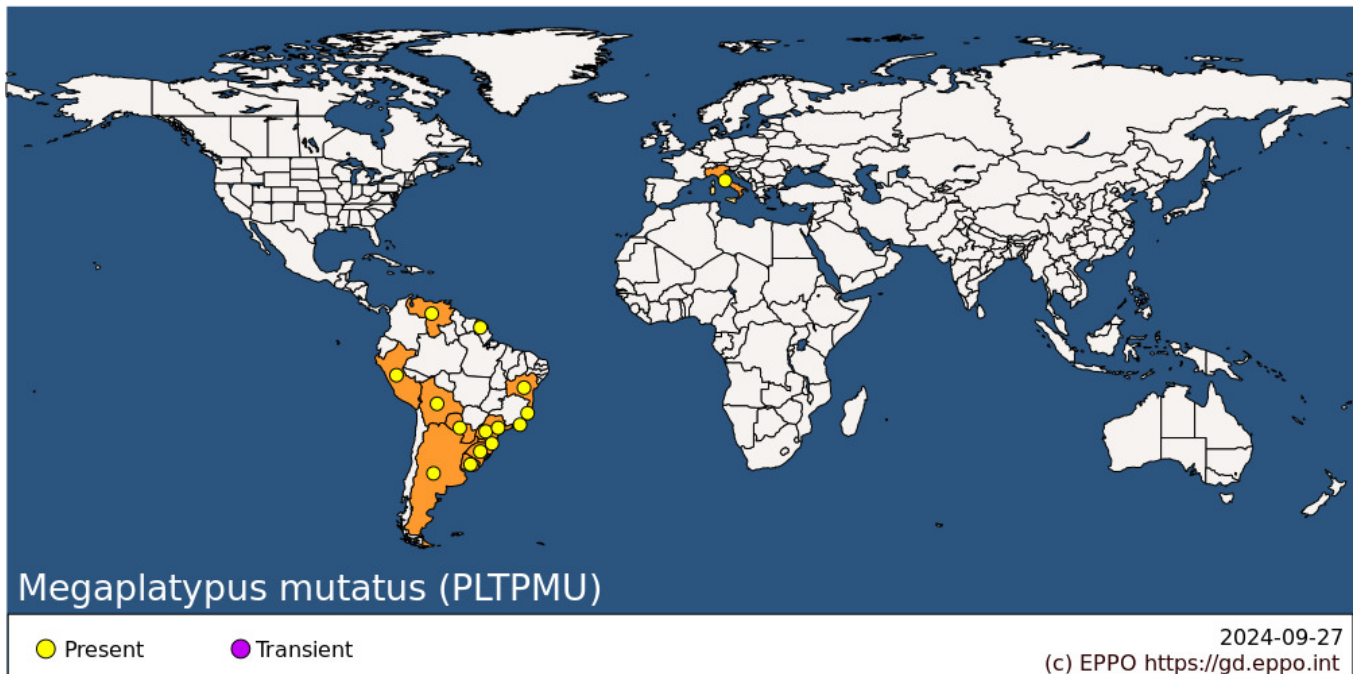 Megaplatypus mutatus (PLTPMU)
Present
Transient
2024-09-27
(c) EPPO https://gd.eppo.int